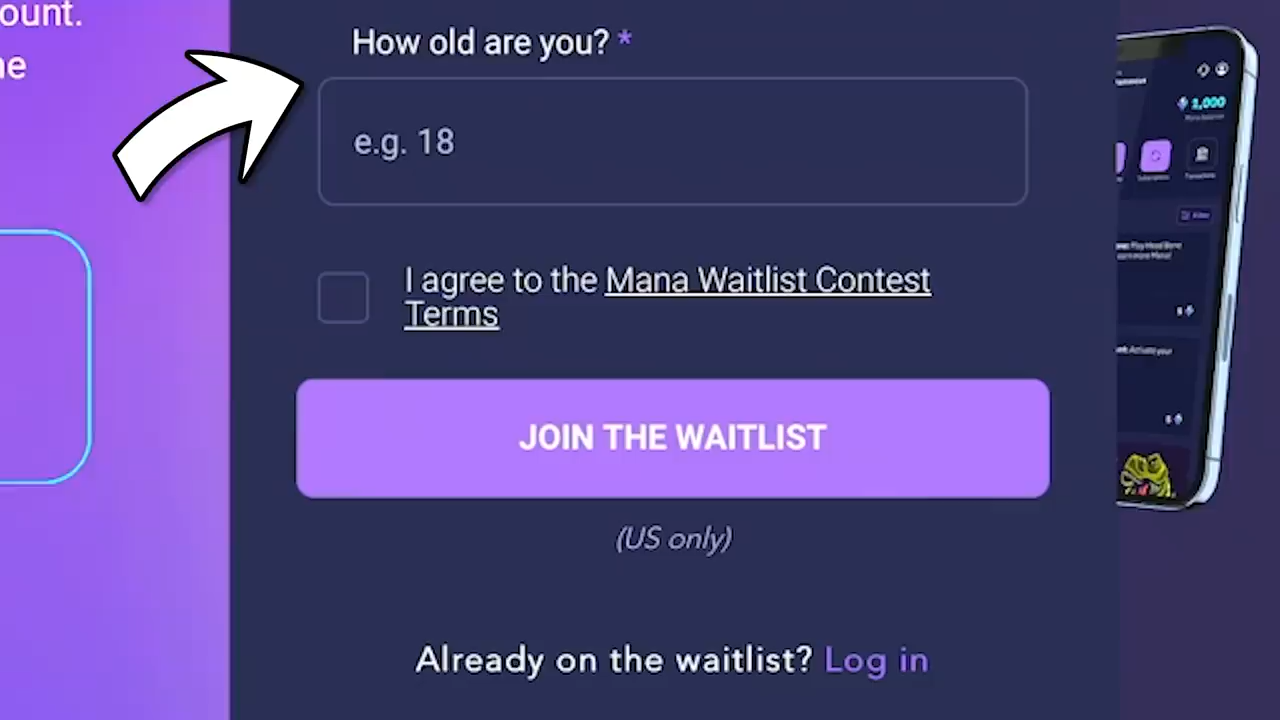 ount.
ne
How old are you? *
e.g. 18
I agree to the Mana Waitlist Contest
Terms
JOIN THE WAITLIST
(US only)
Already on the waitlist? Log in
1,000